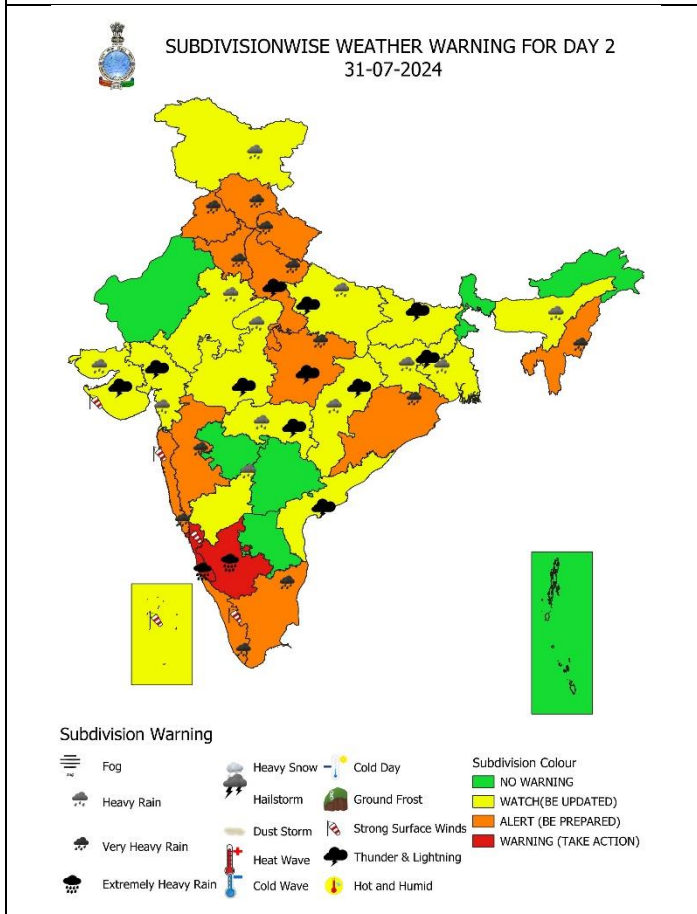 SUBDIVISIONWISE WEATHER WARNING FOR DAY 2
31-07-2024
Subdivision Warning
Fog
Heavy Rain
Very Heavy Rain
Extremely Heavy Rain
Heavy Snow
Hailstorm
Dust Storm
Heat Wave
Cold Wave
Cold Day
Ground Frost
Strong Surface Winds
Thunder & Lightning
Hot and Humid
Subdivision Colour
NO WARNING
WATCH(BE UPDATED)
ALERT (BE PREPARED)
WARNING (TAKE ACTION)